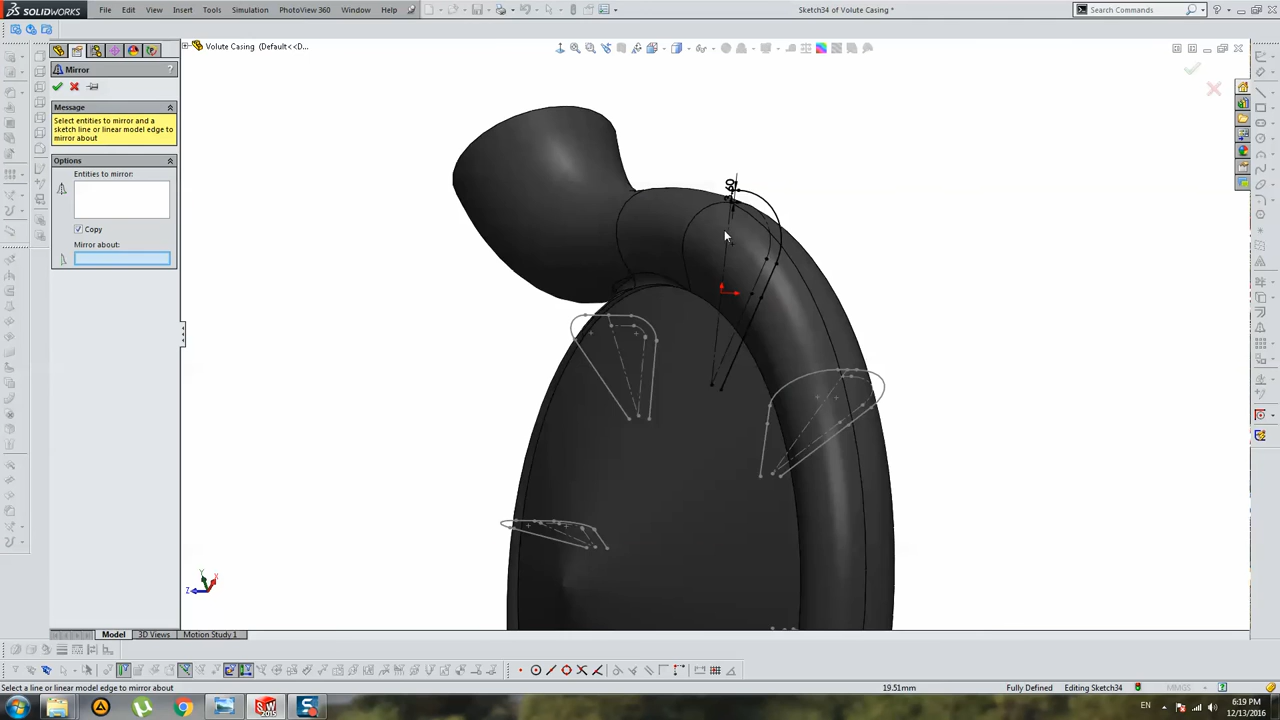 SOLIDWORKS
File Edit View Insert Tools Simulation PhotoView 360 Window Help
Sketch34 of Volute Casing *
Search Commands
Volute Casing (Default<<D...
Mirror
?
Message
Select entities to mirror and a
sketch line or linear model edge to
mirror about
Options
Entities to mirror:
Copy
Mirror about:
Y
X
Z
Model 3D Views Motion Study 1
Select a line or linear model edge to mirror about
19.51mm Fully Defined Editing Sketch34 MMGS
EN 6:19 PM
12/13/2016